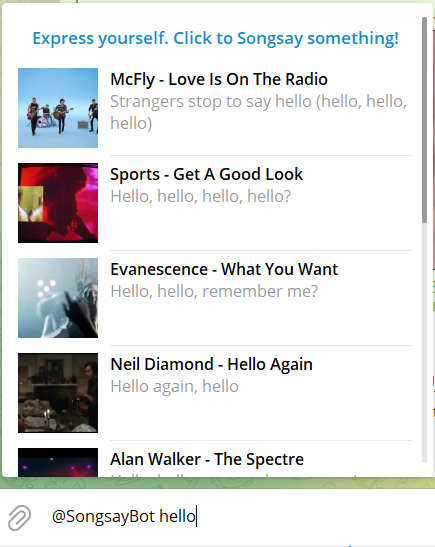 Express yourself. Click to Songsay something!
McFly - Love Is On The Radio
Strangers stop to say hello (hello, hello,
hello)
Sports - Get A Good Look
Hello, hello, hello, hello?
Evanescence - What You Want
Hello, hello, remember me?
Neil Diamond - Hello Again
Hello again, hello
Alan Walker - The Spectre
@SongsayBot hello